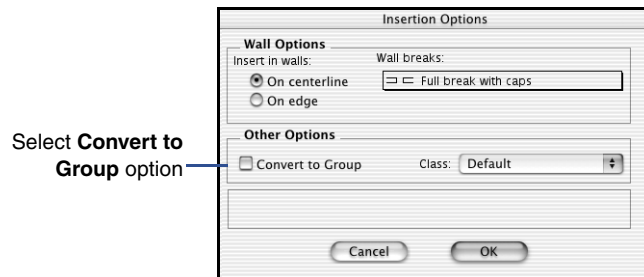 Insertion Options
Wall Options
Insert in walls:
Wall breaks:
On centerline
Full break with caps
On edge
Other Options
Select Convert to
Group option
Convert to Group
Class: Default
Cancel
OK